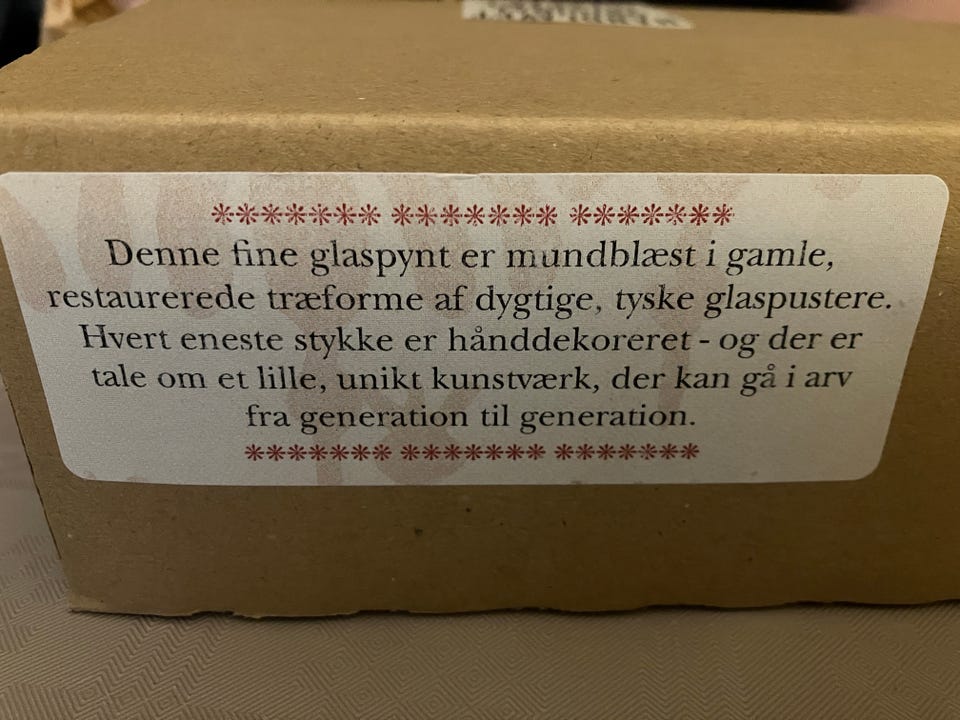 ******* ******* *******
Denne fine glaspynt er mundblæst i gamle,
restaurerede træforme af dygtige, tyske glaspustere.
Hvert eneste stykke er hånddekoreret - og der er
tale om et lille, unikt kunstværk, der kan gå i arv
fra generation til generation.
******* ******* *******